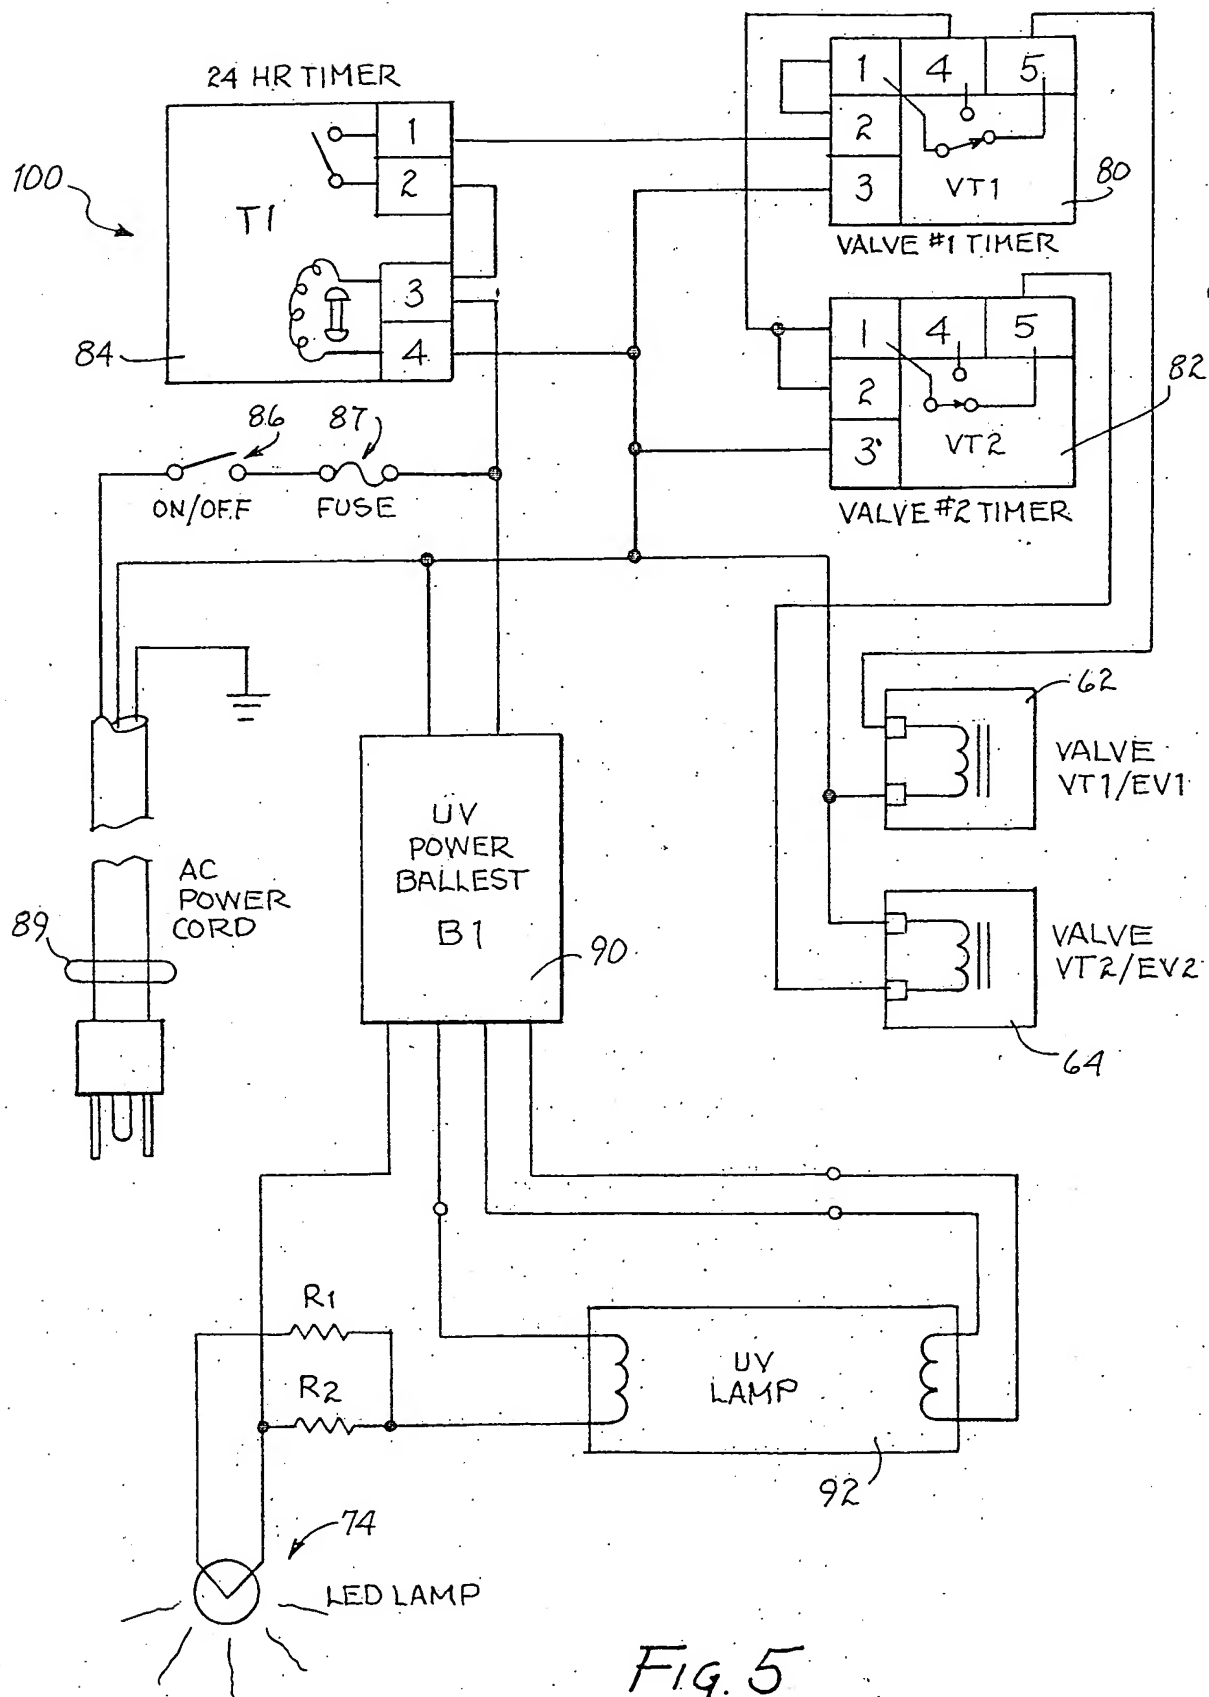 24 HR TIMER
1
2
3
4
T1
100
84
1
4
5
2
3
VT1
80
VALVE #1 TIMER
1
4
5
2
3
VT2
82
VALVE #2 TIMER
86
87
ON/OFF
FUSE
62
VALVE
VT1/EV1
UV
POWER
BALLEST
B1
90
AC
POWER
CORD
89
VALVE
VT2/EV2
64
R1
R2
UV
LAMP
92
74
LED LAMP
FIG. 5